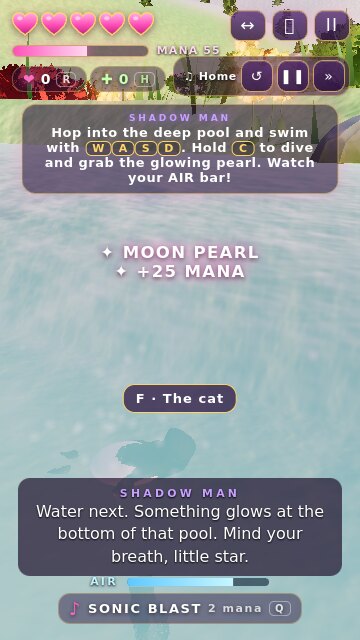 MANA 55
0 R
+ 0 H
♫ Home
SHADOW MAN
Hop into the deep pool and swim
with W A S D. Hold C to dive
and grab the glowing pearl. Watch
your AIR bar!
✦ MOON PEARL
✦ +25 MANA
F · The cat
SHADOW MAN
Water next. Something glows at the
bottom of that pool. Mind your
breath, little star.
AIR
♪ SONIC BLAST 2 mana Q